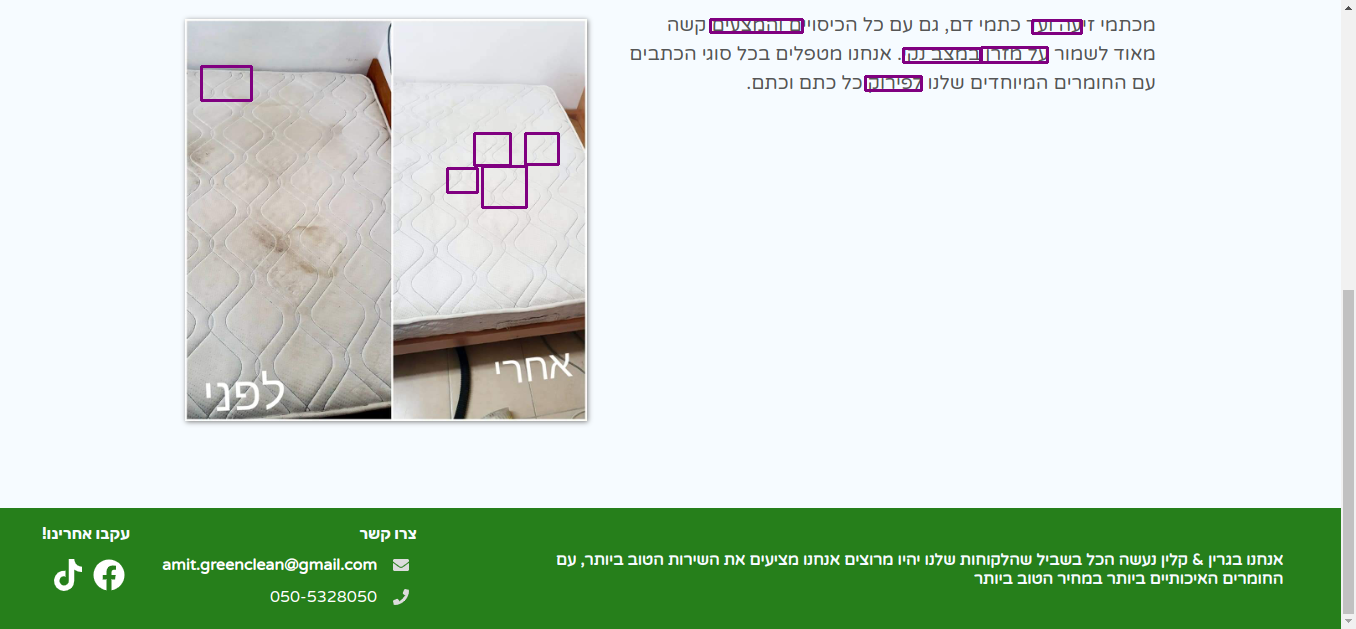 מכתמי זיעה ועד כתמי דם, גם עם כל הכיסויים והמצעים קשה
מאוד לשמור על מזרן במצב נקי. אנחנו מטפלים בכל סוגי הכתבים
עם החומרים המיוחדים שלנו לפירוק כל כתם וכתם.
לפני
אחרי
אנחנו בגרין & קלין נעשה הכל בשביל שהלקוחות שלנו יהיו מרוצים אנחנו מציעים את השירות הטוב ביותר, עם
החומרים האיכותיים ביותר במחיר הטוב ביותר
צרו קשר
amit.greenclean@gmail.com
050-5328050
עקבו אחרינו!